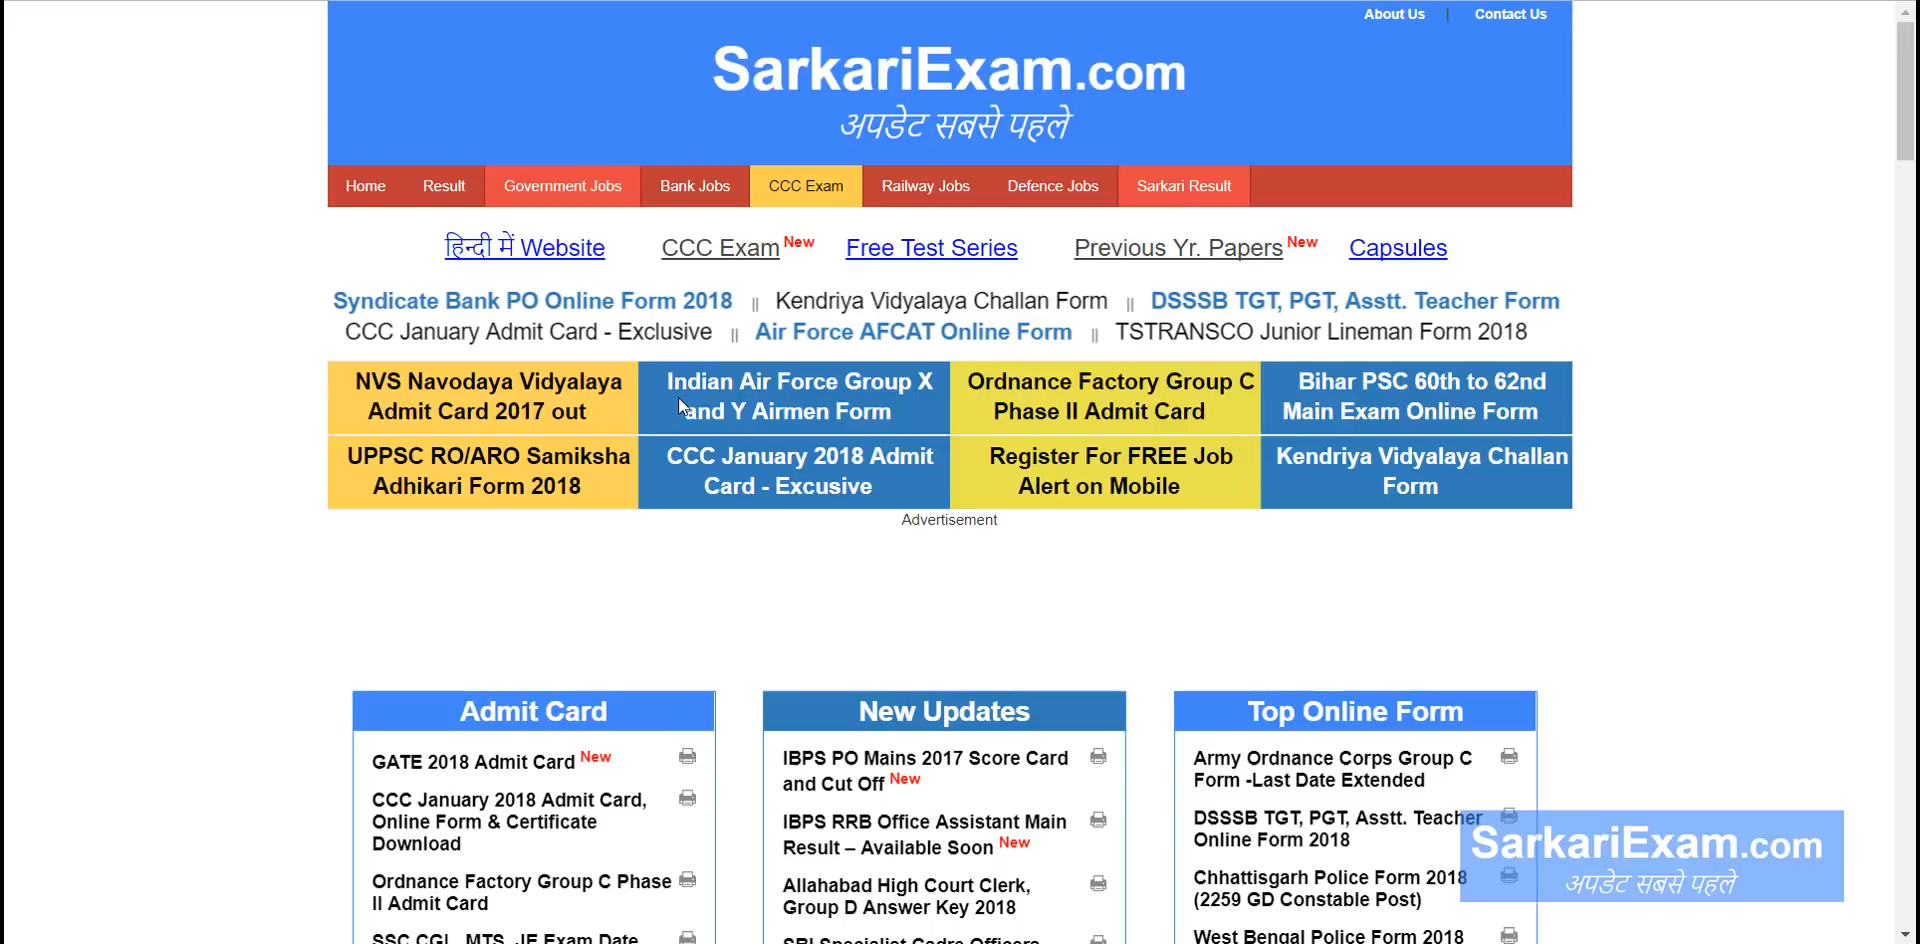 About Us | Contact Us
SarkariExam.com
अपडेट सबसे पहले
Home Result Government Jobs Bank Jobs CCC Exam Railway Jobs Defence Jobs Sarkari Result
हिन्दी में Website CCC Exam New Free Test Series Previous Yr. Papers New Capsules
Syndicate Bank PO Online Form 2018 || Kendriya Vidyalaya Challan Form || DSSSB TGT, PGT, Asstt. Teacher Form
CCC January Admit Card - Exclusive || Air Force AFCAT Online Form || TSTRANSCO Junior Lineman Form 2018
NVS Navodaya Vidyalaya
Admit Card 2017 out
Indian Air Force Group X
and Y Airmen Form
Ordnance Factory Group C
Phase II Admit Card
Bihar PSC 60th to 62nd
Main Exam Online Form
UPPSC RO/ARO Samiksha
Adhikari Form 2018
CCC January 2018 Admit
Card - Excusive
Register For FREE Job
Alert on Mobile
Kendriya Vidyalaya Challan
Form
Advertisement
Admit Card
GATE 2018 Admit Card New
CCC January 2018 Admit Card,
Online Form & Certificate
Download
Ordnance Factory Group C Phase
II Admit Card
SSC CGL, MTS, JE Exam Date
New Updates
IBPS PO Mains 2017 Score Card
and Cut Off New
IBPS RRB Office Assistant Main
Result – Available Soon New
Allahabad High Court Clerk,
Group D Answer Key 2018
SBI Specialist Cadre Officers
Top Online Form
Army Ordnance Corps Group C
Form -Last Date Extended
DSSSB TGT, PGT, Asstt. Teacher
Online Form 2018
Chhattisgarh Police Form 2018
(2259 GD Constable Post)
West Bengal Police Form 2018
SarkariExam.com
अपडेट सबसे पहले